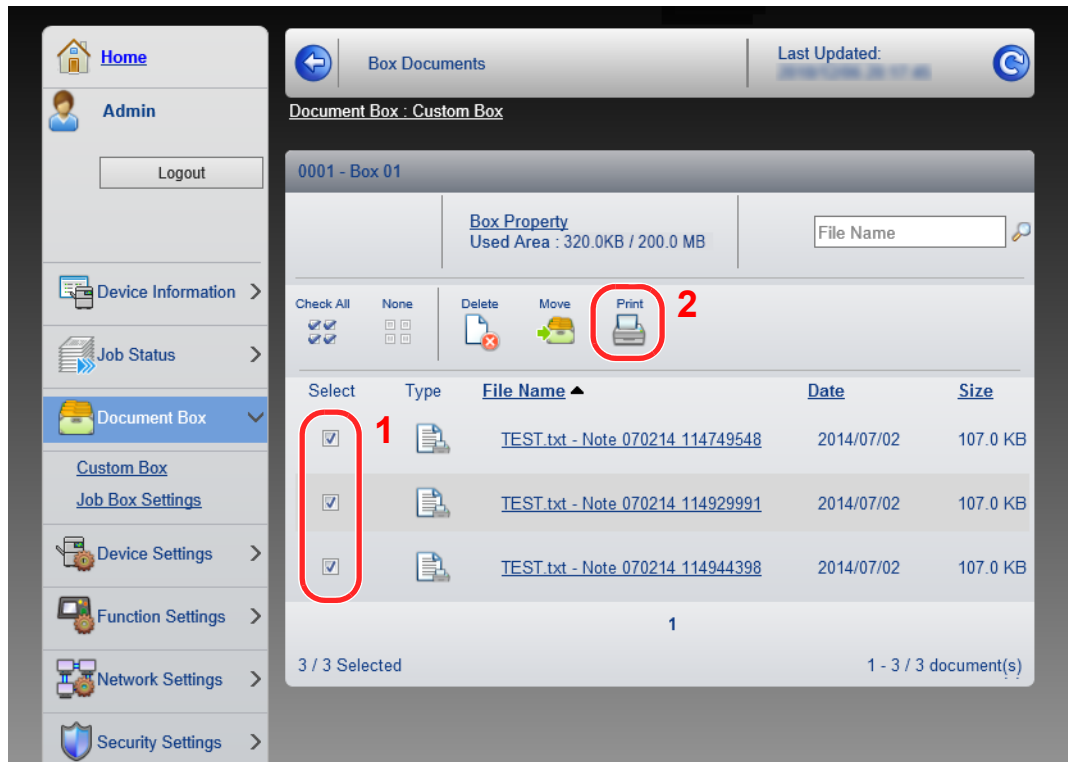 Home
Admin
Logout
Device Information
Job Status
Document Box
Custom Box
Job Box Settings
Device Settings
Function Settings
Network Settings
Security Settings
Box Documents
Last Updated:
Document Box : Custom Box
0001 - Box 01
Box Property
Used Area : 320.0KB / 200.0 MB
File Name
Check All None Delete Move Print 2
Select Type File Name Date Size
1 TEST.txt - Note 070214 114749548 2014/07/02 107.0 KB
TEST.txt - Note 070214 114929991 2014/07/02 107.0 KB
TEST.txt - Note 070214 114944398 2014/07/02 107.0 KB
1
3 / 3 Selected 1 - 3 / 3 document(s)